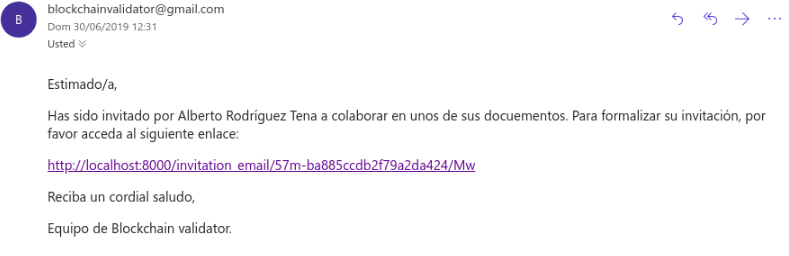 B
blockchainvalidator@gmail.com
Dom 30/06/2019 12:31
Usted
Estimado/a,
Has sido invitado por Alberto Rodríguez Tena a colaborar en unos de sus docuementos. Para formalizar su invitación, por
favor acceda al siguiente enlace:
http://localhost:8000/invitation_email/57m-ba885ccdb2f79a2da424/Mw
Reciba un cordial saludo,
Equipo de Blockchain validator.